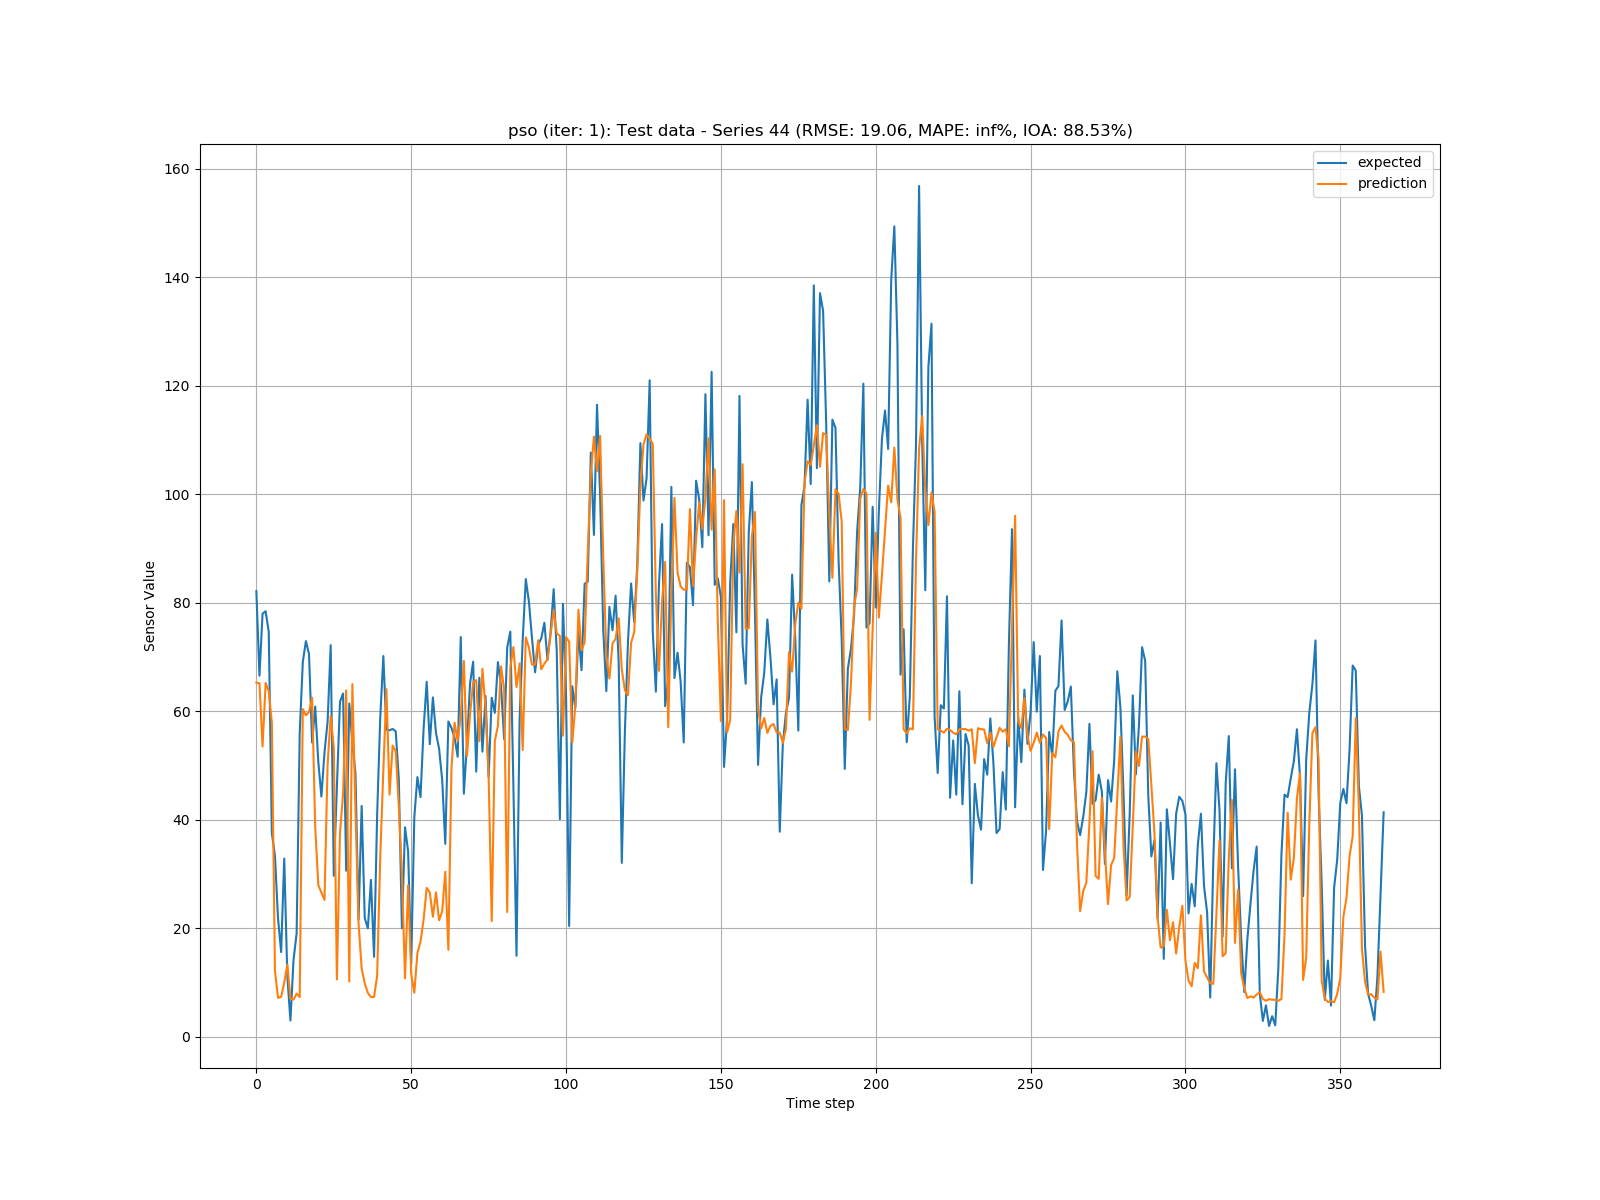 pso (iter: 1): Test data - Series 44 (RMSE: 19.06, MAPE: inf%, IOA: 88.53%)
expected
prediction
160
140
120
100
80
60
40
20
0
Sensor Value
0 50 100 150 200 250 300 350
Time step